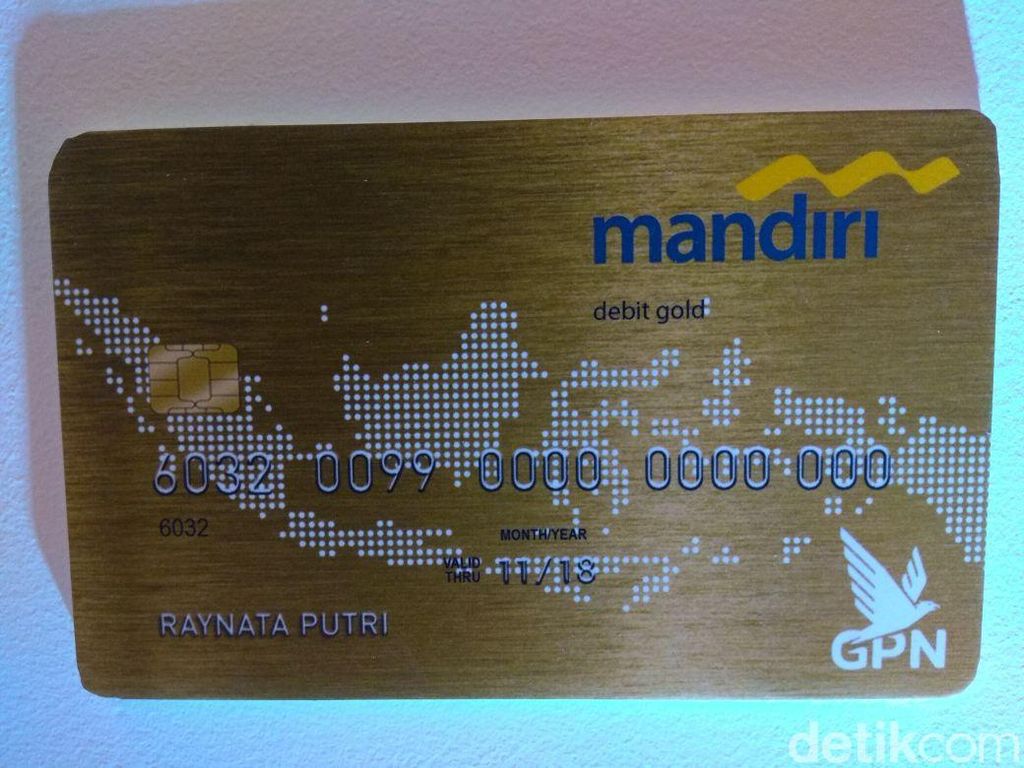 mandiri
debit gold
6032 0099 0000 0000 000
6032
MONTH/YEAR
VALID THRU 11/18
RAYNATA PUTRI
GPN
detikcom